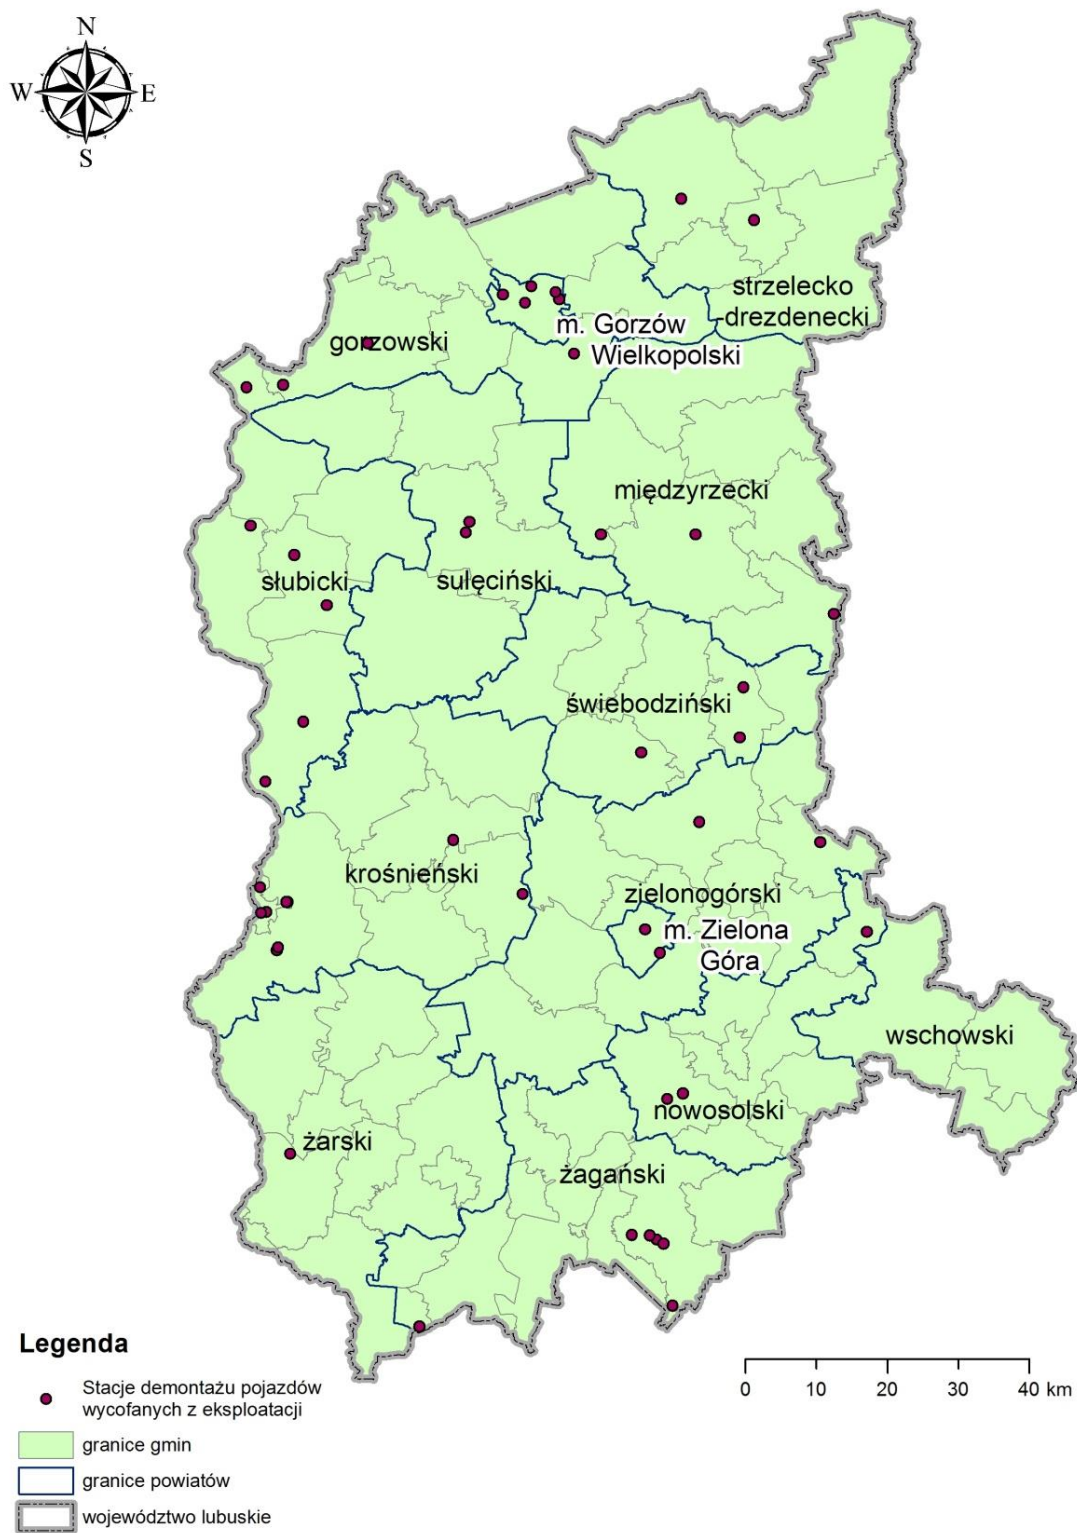 N
W E
S
strzelecko
-drezdenecki
m. Gorzów
Wielkopolski
gorzowski
międzyrzecki
słubicki
sulęciński
świebodziński
krośnieński
zielonogórski
m. Zielona
Góra
wschowski
nowosolski
żarski
żagański
Legenda
Stacje demontażu pojazdów
wycofanych z eksploatacji
granice gmin
granice powiatów
województwo lubuskie
0 10 20 30 40 km